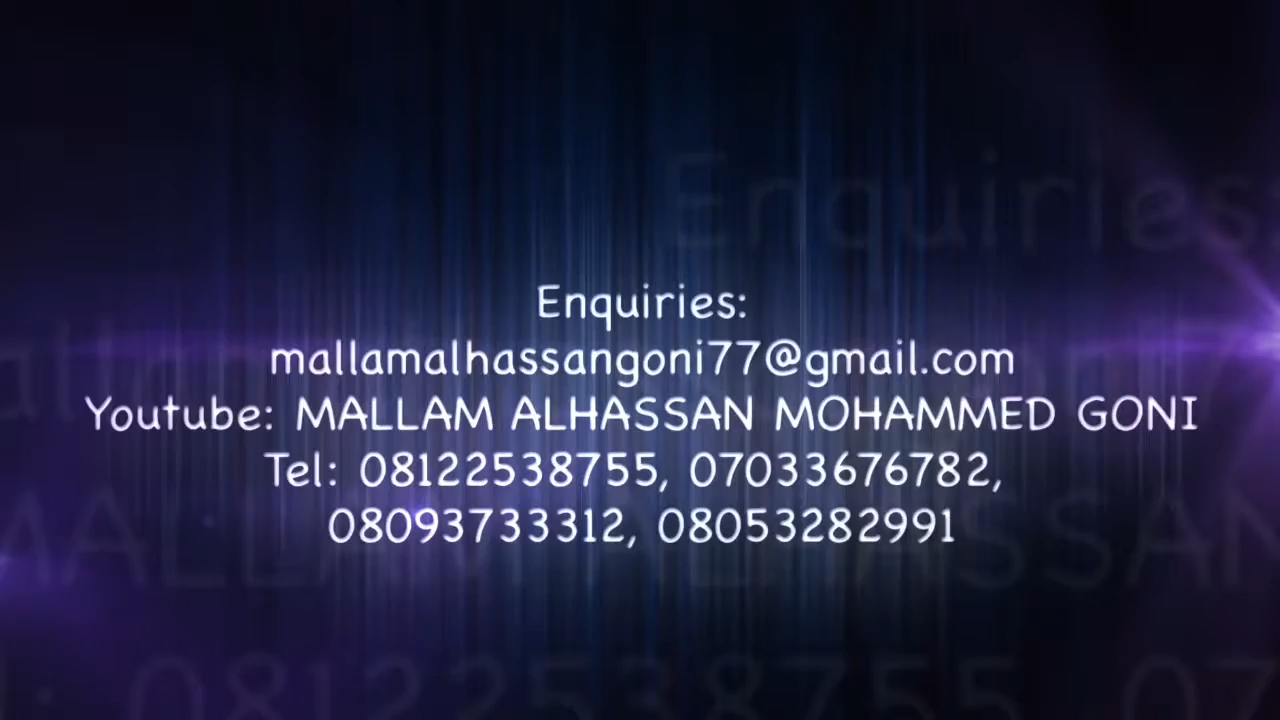 Enquiries:
mallamalhassangoni77@gmail.com
Youtube: MALLAM ALHASSAN MOHAMMED GONI
Tel: 08122538755, 07033676782,
08093733312, 08053282991